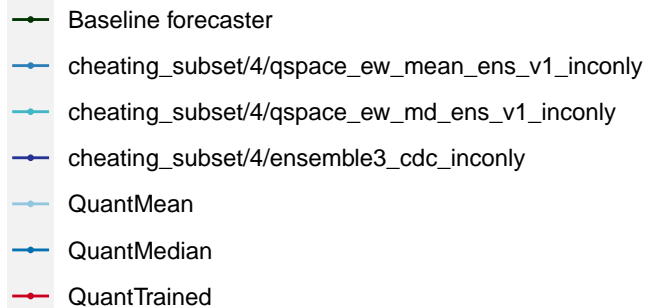 Baseline forecaster
cheating_subset/4/qspace_ew_mean_ens_v1_inconly
cheating_subset/4/qspace_ew_md_ens_v1_inconly
cheating_subset/4/ensemble3_cdc_inconly
QuantMean
QuantMedian
QuantTrained